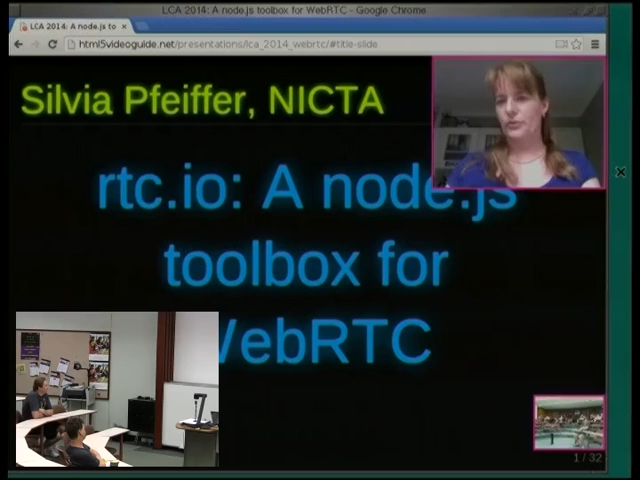 LCA 2014: A node.js toolbox for WebRTC - Google Chrome
LCA 2014: A node.js to
html5videoguide.net/presentations/lca_2014_webrtc/#title-slide
Silvia Pfeiffer, NICTA
rtc.io: A node.js
toolbox for
WebRTC
1 / 32